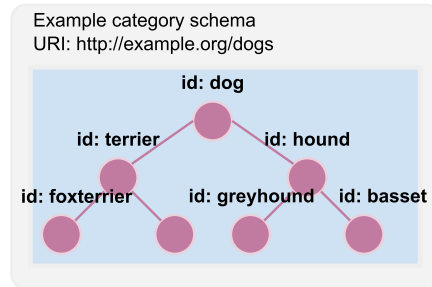 Example category schema
URI: http://example.org/dogs
id: dog
id: terrier
id: hound
id: foxterrier
id: greyhound
id: basset